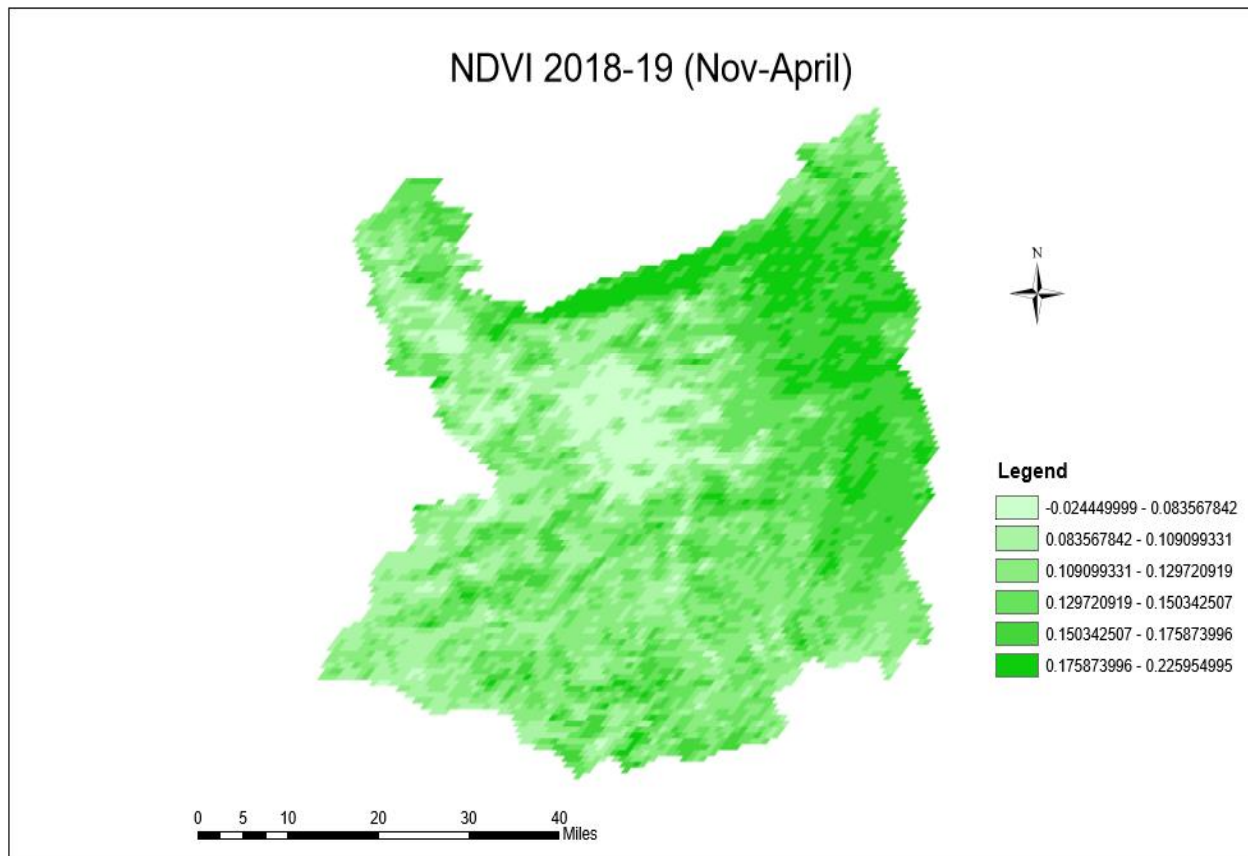 NDVI 2018-19 (Nov-April)
N
Legend
-0.024449999 - 0.083567842
0.083567842 - 0.109099331
0.109099331 - 0.129720919
0.129720919 - 0.150342507
0.150342507 - 0.175873996
0.175873996 - 0.225954995
0 5 10 20 30 40
Miles